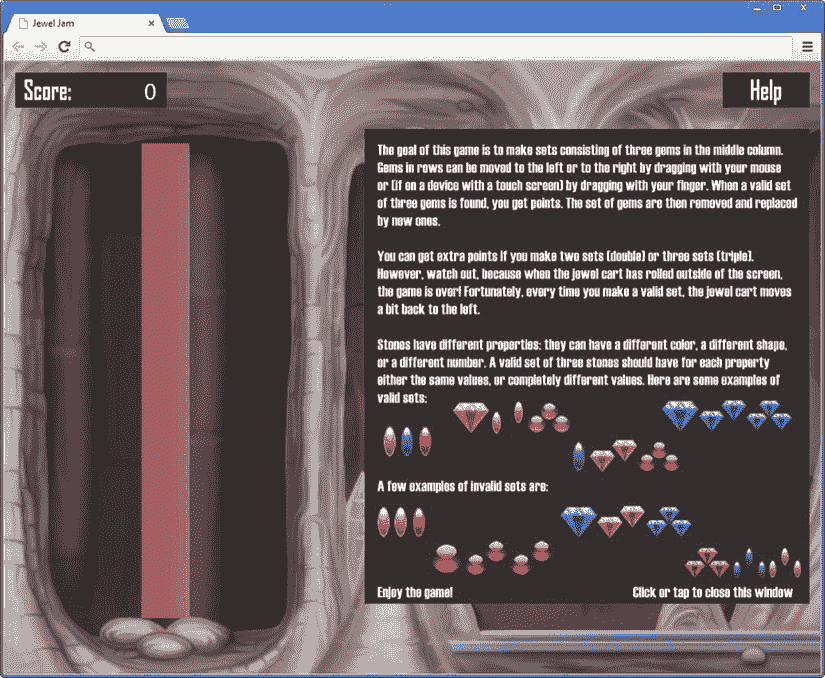 Jewel Jam
Score: 0
Help
The goal of this game is to make sets consisting of three gems in the middle column.
Gems in rows can be moved to the left or to the right by dragging with your mouse
or (if on a device with a touch screen) by dragging with your finger. When a valid set
of three gems is found, you get points. The set of gems are then removed and replaced
by new ones.
You can get extra points if you make two sets (double) or three sets (triple).
However, watch out, because when the jewel cart has rolled outside of the screen,
the game is over! Fortunately, every time you make a valid set, the jewel cart moves
a bit back to the left.
Stones have different properties: they can have a different color, a different shape,
or a different number. A valid set of three stones should have for each property
either the same values, or completely different values. Here are some examples of
valid sets:
A few examples of invalid sets are:
Enjoy the game!
Click or tap to close this window